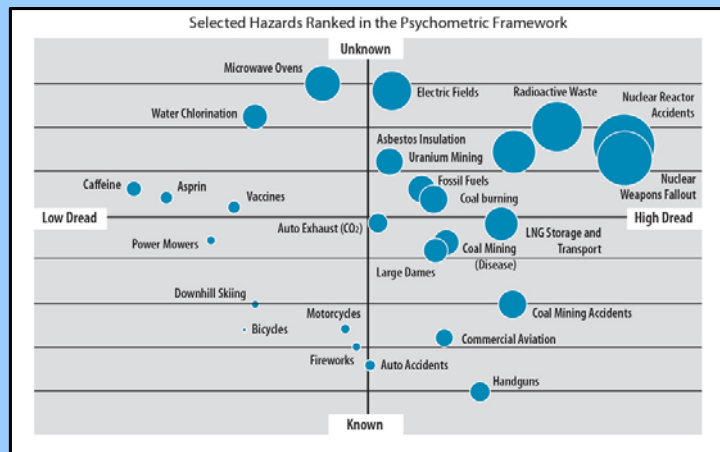 Selected Hazards Ranked in the Psychometric Framework
Unknown
Microwave Ovens
Electric Fields
Radioactive Waste
Nuclear Reactor
Accidents
Water Chlorination
Asbestos Insulation
Uranium Mining
Caffeine
Asprin
Vaccines
Fossil Fuels
Coal burning
Nuclear
Weapons Fallout
Low Dread
High Dread
Auto Exhaust (CO₂)
LNG Storage and
Transport
Power Mowers
Coal Mining
(Disease)
Large Dames
Downhill Skiing
Bicycles
Motorcycles
Coal Mining Accidents
Commercial Aviation
Fireworks
Auto Accidents
Handguns
Known